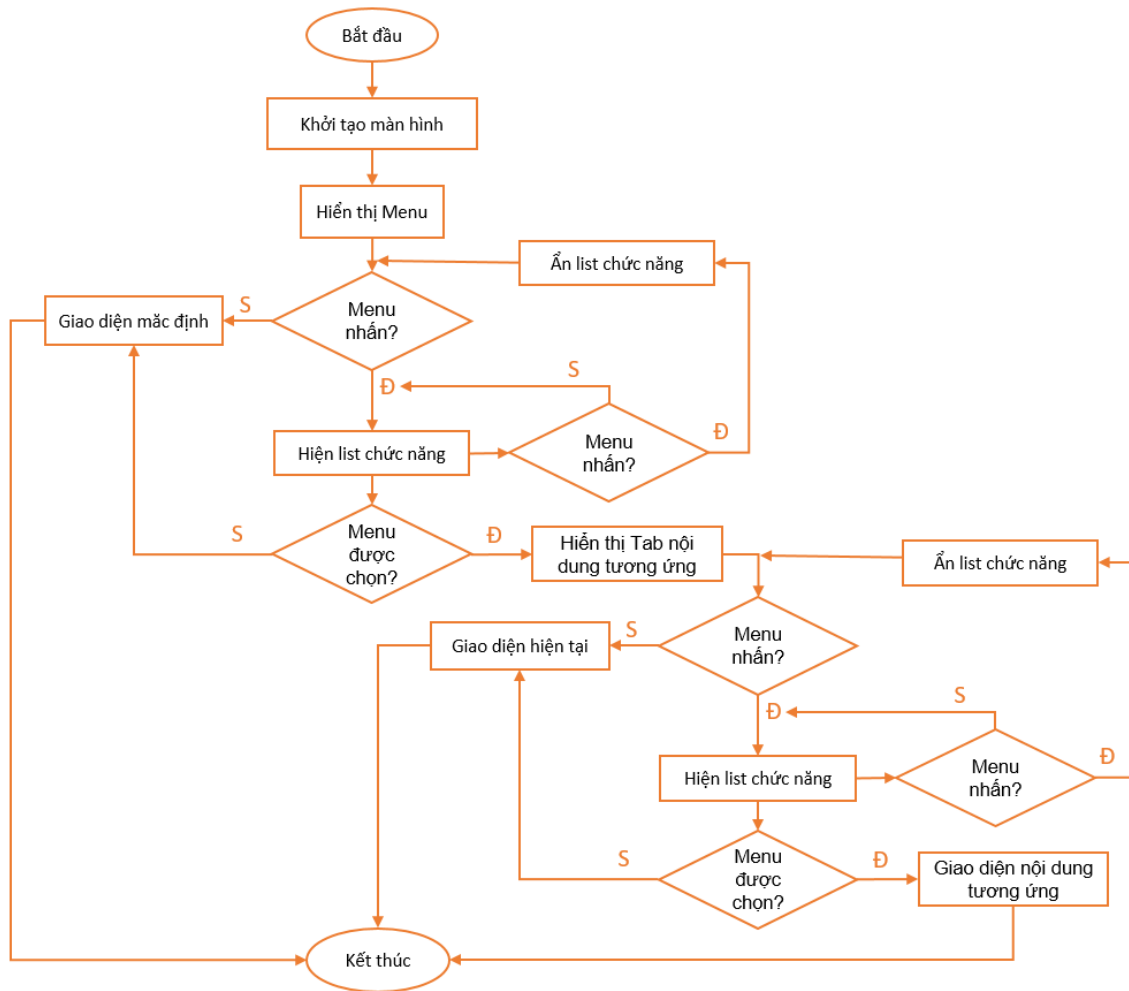 Bắt đầu
Khởi tạo màn hình
Hiển thị Menu
Ẩn list chức năng
Menu
nhấn?
S
Giao diện măc định
Đ
S
Hiện list chức năng
Menu
nhấn?
Đ
Menu
được
chọn?
S
Đ
Hiển thị Tab nội
dung tương ứng
Ẩn list chức năng
Menu
nhấn?
S
Giao diện hiện tại
Đ
S
Hiện list chức năng
Menu
nhấn?
Đ
Menu
được
chọn?
S
Đ
Giao diện nội dung
tương ứng
Kết thúc